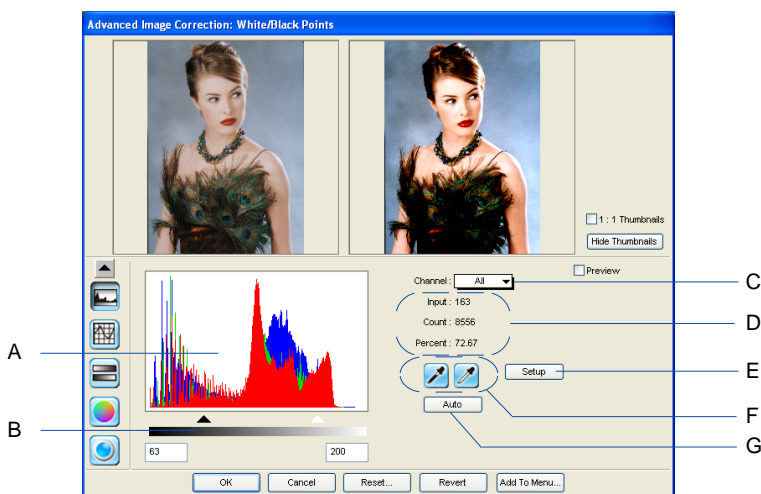 Advanced Image Correction: White/Black Points
1 : 1 Thumbnails
Hide Thumbnails
Preview
Channel : All
C
Input : 163
D
Count : 8556
Percent : 72.67
A
Setup
E
F
Auto
G
B
63
200
OK
Cancel
Reset...
Revert
Add To Menu...